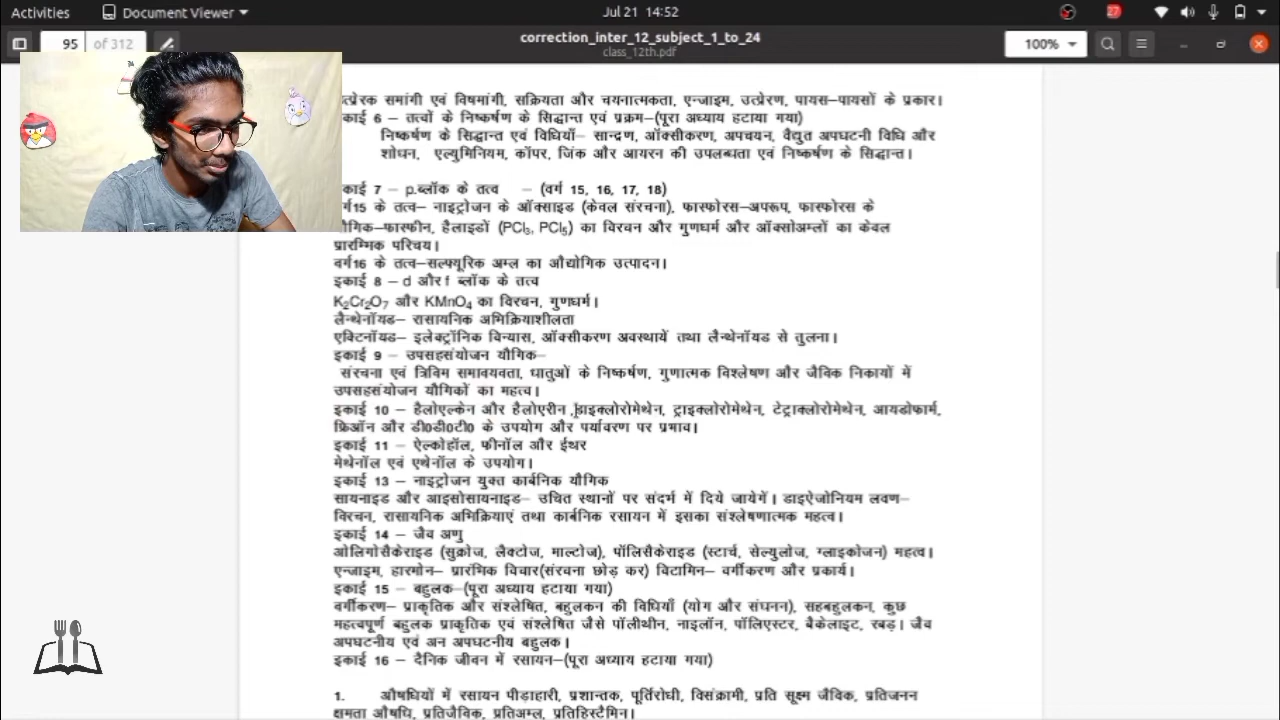 Activities
Document Viewer
Jul 21 14:52
27
95 of 312
correction_inter_12_subject_1_to_24
class_12th.pdf
100%
त्प्रेरक समांगी एवं विषमांगी, सक्रियता और चयनात्मकता, एन्जाइम, उत्प्रेरण, पायस–पायसों के प्रकार।
काई 6 – तत्वों के निष्कर्षण के सिद्धान्त एवं प्रक्रम–(पूरा अध्याय हटाया गया)
निष्कर्षण के सिद्धान्त एवं विधियाँ– सान्द्रण, ऑक्सीकरण, अपचयन, वैद्युत अपघटनी विधि और
शोधन, एल्युमिनियम, कॉपर, जिंक और आयरन की उपलब्धता एवं निष्कर्षण के सिद्धान्त।
काई 7 – p.ब्लॉक के तत्व – (वर्ग 15, 16, 17, 18)
र्ग15 के तत्व– नाइट्रोजन के ऑक्साइड (केवल संरचना), फास्फोरस–अपरूप, फास्फोरस के
यौगिक–फास्फीन, हैलाइडों (PCl₃, PCl₅) का विरचन और गुणधर्म और ऑक्सोअम्लों का केवल
प्रारम्भिक परिचय।
वर्ग16 के तत्व–सल्फ्यूरिक अम्ल का औद्योगिक उत्पादन।
इकाई 8 – d और f ब्लॉक के तत्व
K₂Cr₂O₇ और KMnO₄ का विरचन, गुणधर्म।
लैन्थेनॉयड– रासायनिक अभिक्रियाशीलता
एक्टिनॉयड– इलेक्ट्रॉनिक विन्यास, ऑक्सीकरण अवस्थायें तथा लैन्थेनॉयड से तुलना।
इकाई 9 – उपसहसंयोजन यौगिक–
संरचना एवं त्रिविम समावयवता, धातुओं के निष्कर्षण, गुणात्मक विश्लेषण और जैविक निकायों में
उपसहसंयोजन यौगिकों का महत्व।
इकाई 10 – हैलोएल्केन और हैलोएरीन ,डाइक्लोरोमेथेन, ट्राइक्लोरोमेथेन, टेट्राक्लोरोमेथेन, आयडोफार्म,
फ्रिऑन और डी0डी0टी0 के उपयोग और पर्यावरण पर प्रभाव।
इकाई 11 – ऐल्कोहॉल, फीनॉल और ईथर
मेथेनॉल एवं एथेनॉल के उपयोग।
इकाई 13 – नाइट्रोजन युक्त कार्बनिक यौगिक
सायनाइड और आइसोसायनाइड– उचित स्थानों पर संदर्भ में दिये जायेगें। डाइऐजोनियम लवण–
विरचन, रासायनिक अभिक्रियाएं तथा कार्बनिक रसायन में इसका संश्लेषणात्मक महत्व।
इकाई 14 – जैव अणु
ओलिगोसैकेराइड (सुक्रोज, लैक्टोज, माल्टोज), पॉलिसैकेराइड (स्टार्च, सेल्युलोज, ग्लाइकोजन) महत्व।
एन्जाइम, हारमोन– प्रारंभिक विचार(संरचना छोड़ कर) विटामिन– वर्गीकरण और प्रकार्य।
इकाई 15 – बहुलक–(पूरा अध्याय हटाया गया)
वर्गीकरण– प्राकृतिक और संश्लेषित, बहुलकन की विधियाँ (योग और संघनन), सहबहुलकन, कुछ
महत्वपूर्ण बहुलक प्राकृतिक एवं संश्लेषित जैसे पॉलीथीन, नाइलॉन, पॉलिएस्टर, बैकेलाइट, रबड़। जैव
अपघटनीय एवं अन अपघटनीय बहुलक।
इकाई 16 – दैनिक जीवन में रसायन–(पूरा अध्याय हटाया गया)
1. औषधियों में रसायन पीड़ाहारी, प्रशान्तक, पूर्तिरोधी, विसंक्रामी, प्रति सूक्ष्म जैविक, प्रतिजनन
क्षमता औषधि, प्रतिजैविक, प्रतिअम्ल, प्रतिहिस्टैमिन।